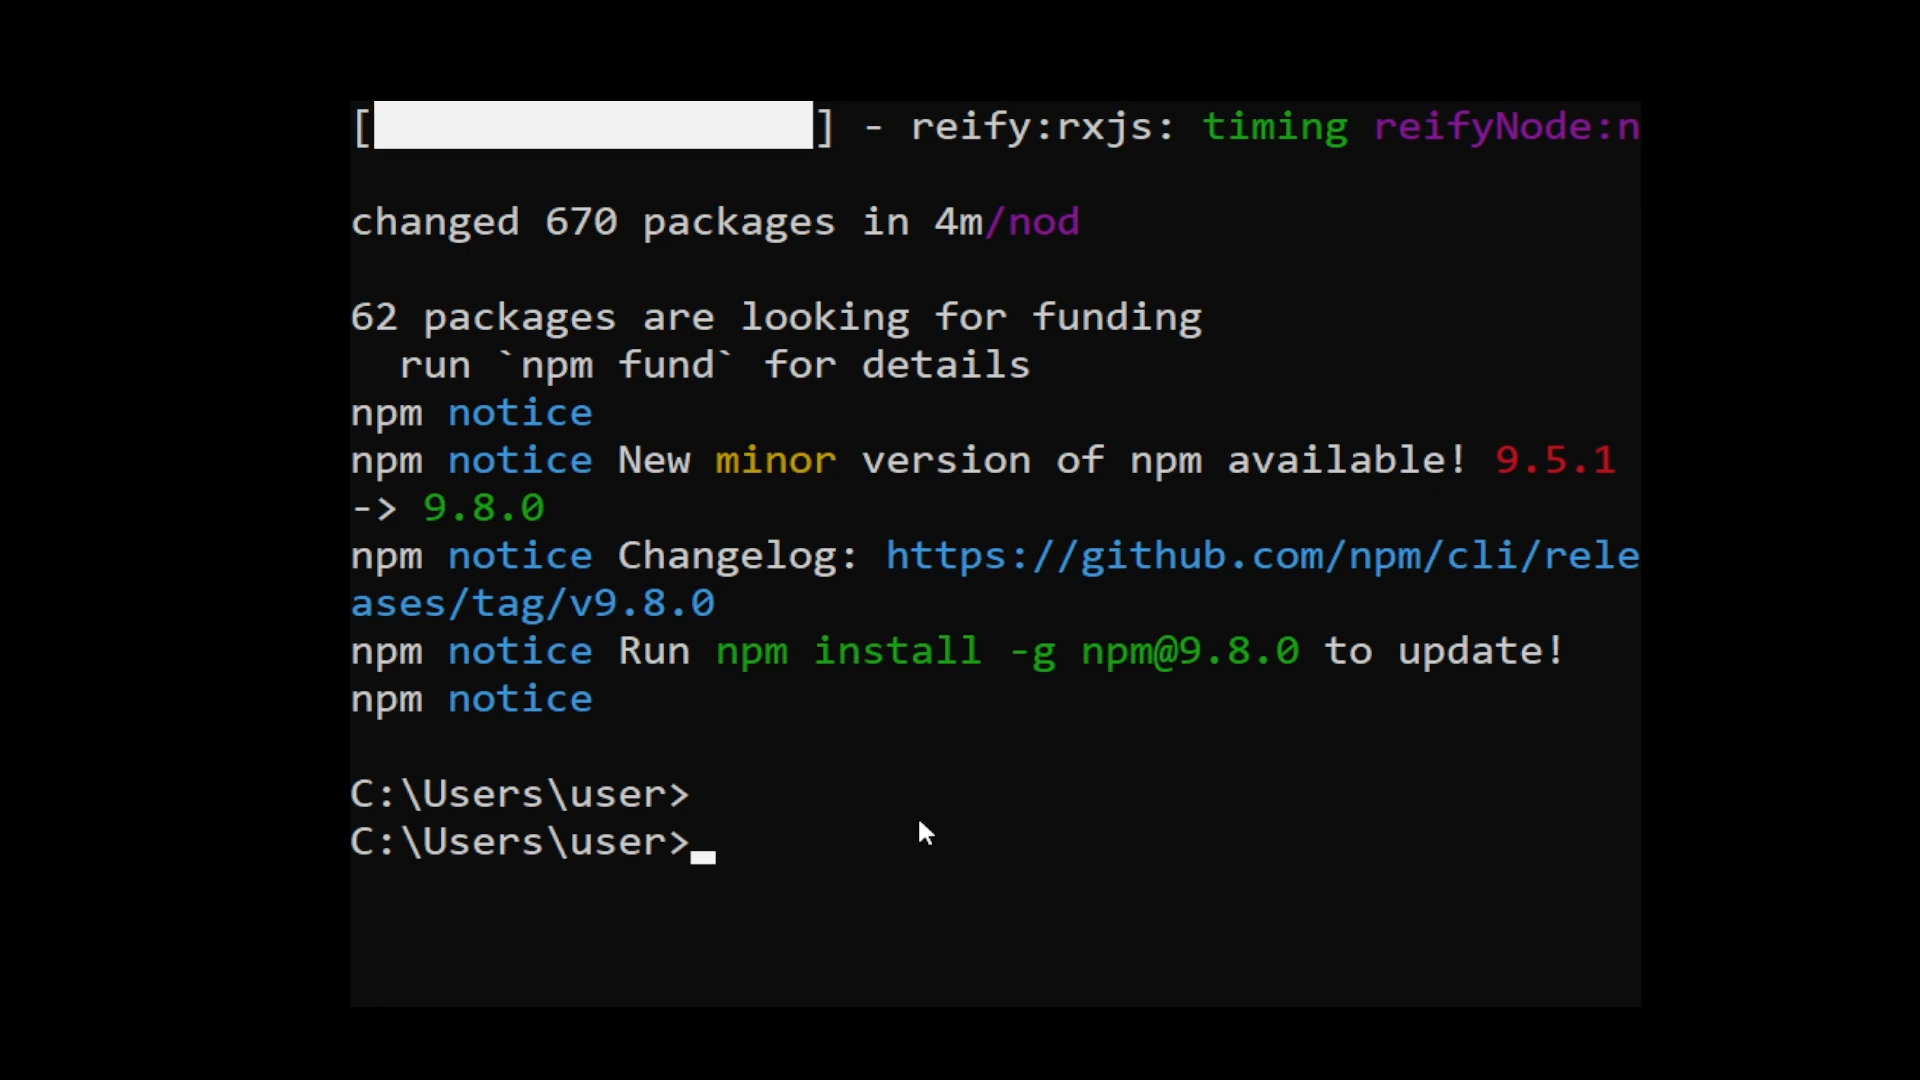 [                  ] - reify:rxjs: timing reifyNode:n
changed 670 packages in 4m/nod
62 packages are looking for funding
  run `npm fund` for details
npm notice
npm notice New minor version of npm available! 9.5.1
-> 9.8.0
npm notice Changelog: https://github.com/npm/cli/rele
ases/tag/v9.8.0
npm notice Run npm install -g npm@9.8.0 to update!
npm notice
C:\Users\user>
C:\Users\user>